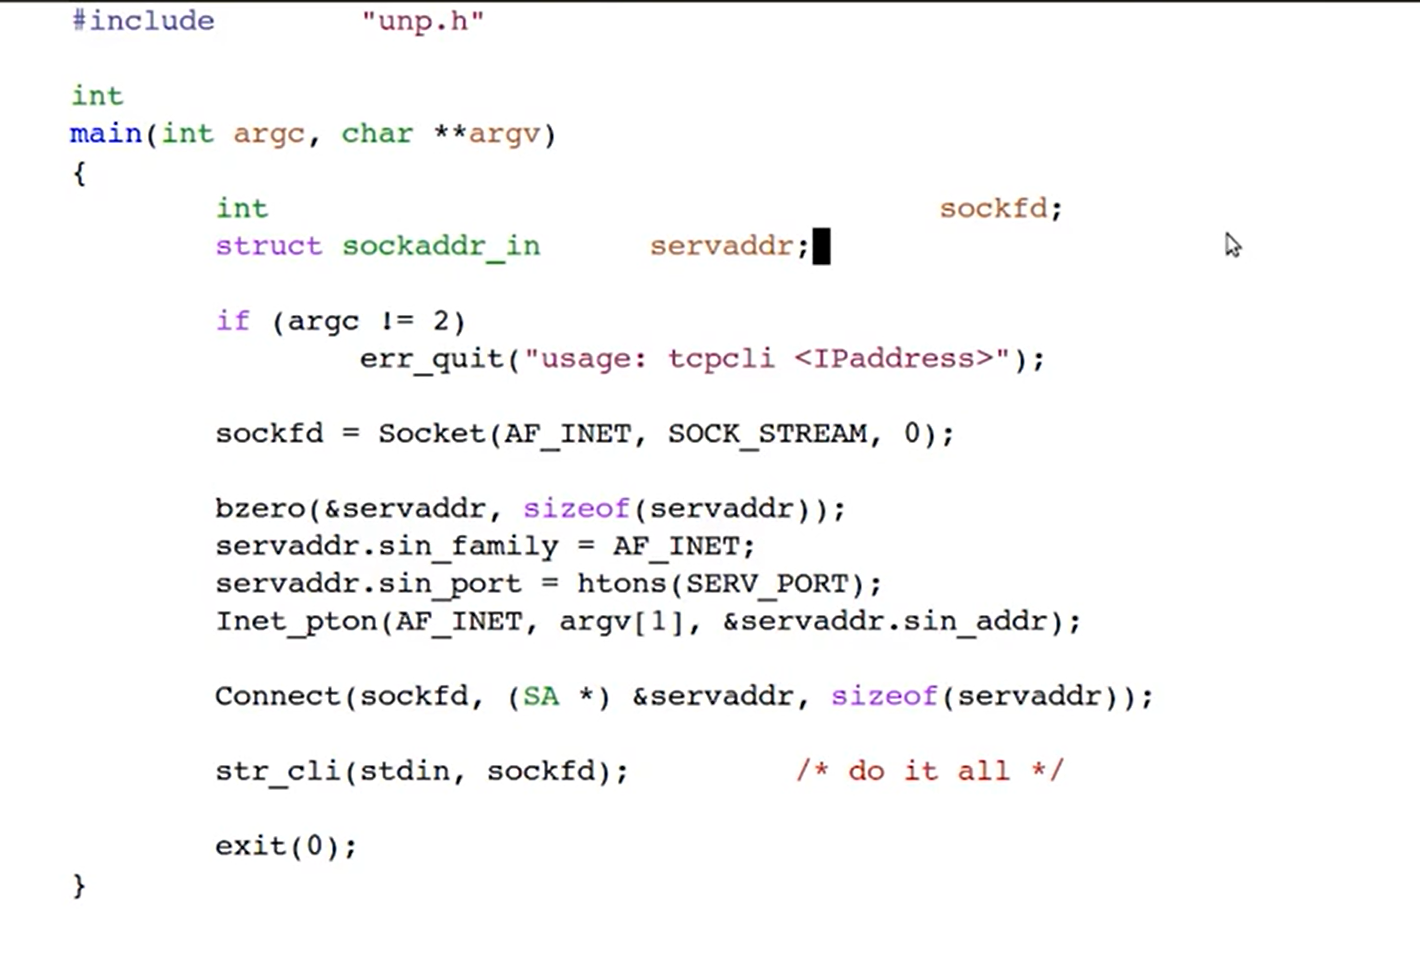 #include "unp.h"
int
main(int argc, char **argv)
{
int sockfd;
struct sockaddr_in servaddr;
if (argc != 2)
err_quit("usage: tcpcli <IPaddress>");
sockfd = Socket(AF_INET, SOCK_STREAM, 0);
bzero(&servaddr, sizeof(servaddr));
servaddr.sin_family = AF_INET;
servaddr.sin_port = htons(SERV_PORT);
Inet_pton(AF_INET, argv[1], &servaddr.sin_addr);
Connect(sockfd, (SA *) &servaddr, sizeof(servaddr));
str_cli(stdin, sockfd); /* do it all */
exit(0);
}